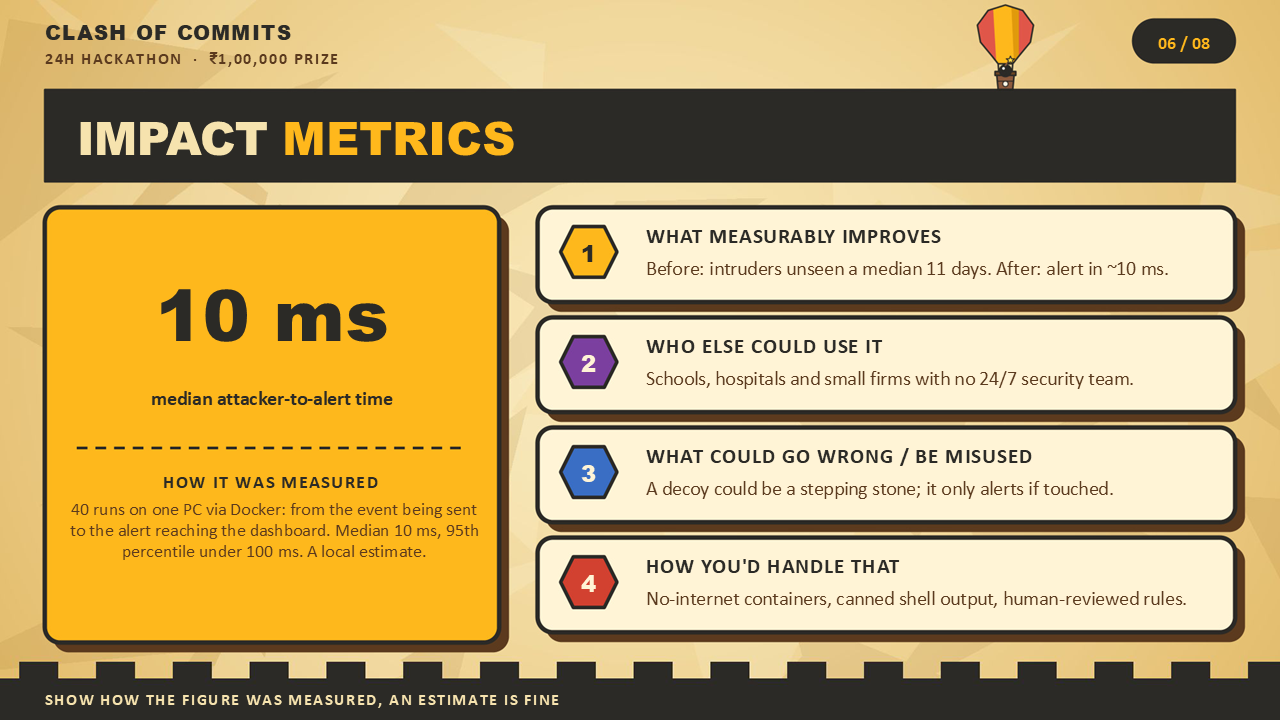 CLASH OF COMMITS
24H HACKATHON · ₹1,00,000 PRIZE
06 / 08
IMPACT METRICS
10 ms
median attacker-to-alert time
HOW IT WAS MEASURED
40 runs on one PC via Docker: from the event being sent
to the alert reaching the dashboard. Median 10 ms, 95th
percentile under 100 ms. A local estimate.
1
WHAT MEASURABLY IMPROVES
Before: intruders unseen a median 11 days. After: alert in ~10 ms.
2
WHO ELSE COULD USE IT
Schools, hospitals and small firms with no 24/7 security team.
3
WHAT COULD GO WRONG / BE MISUSED
A decoy could be a stepping stone; it only alerts if touched.
4
HOW YOU'D HANDLE THAT
No-internet containers, canned shell output, human-reviewed rules.
SHOW HOW THE FIGURE WAS MEASURED, AN ESTIMATE IS FINE